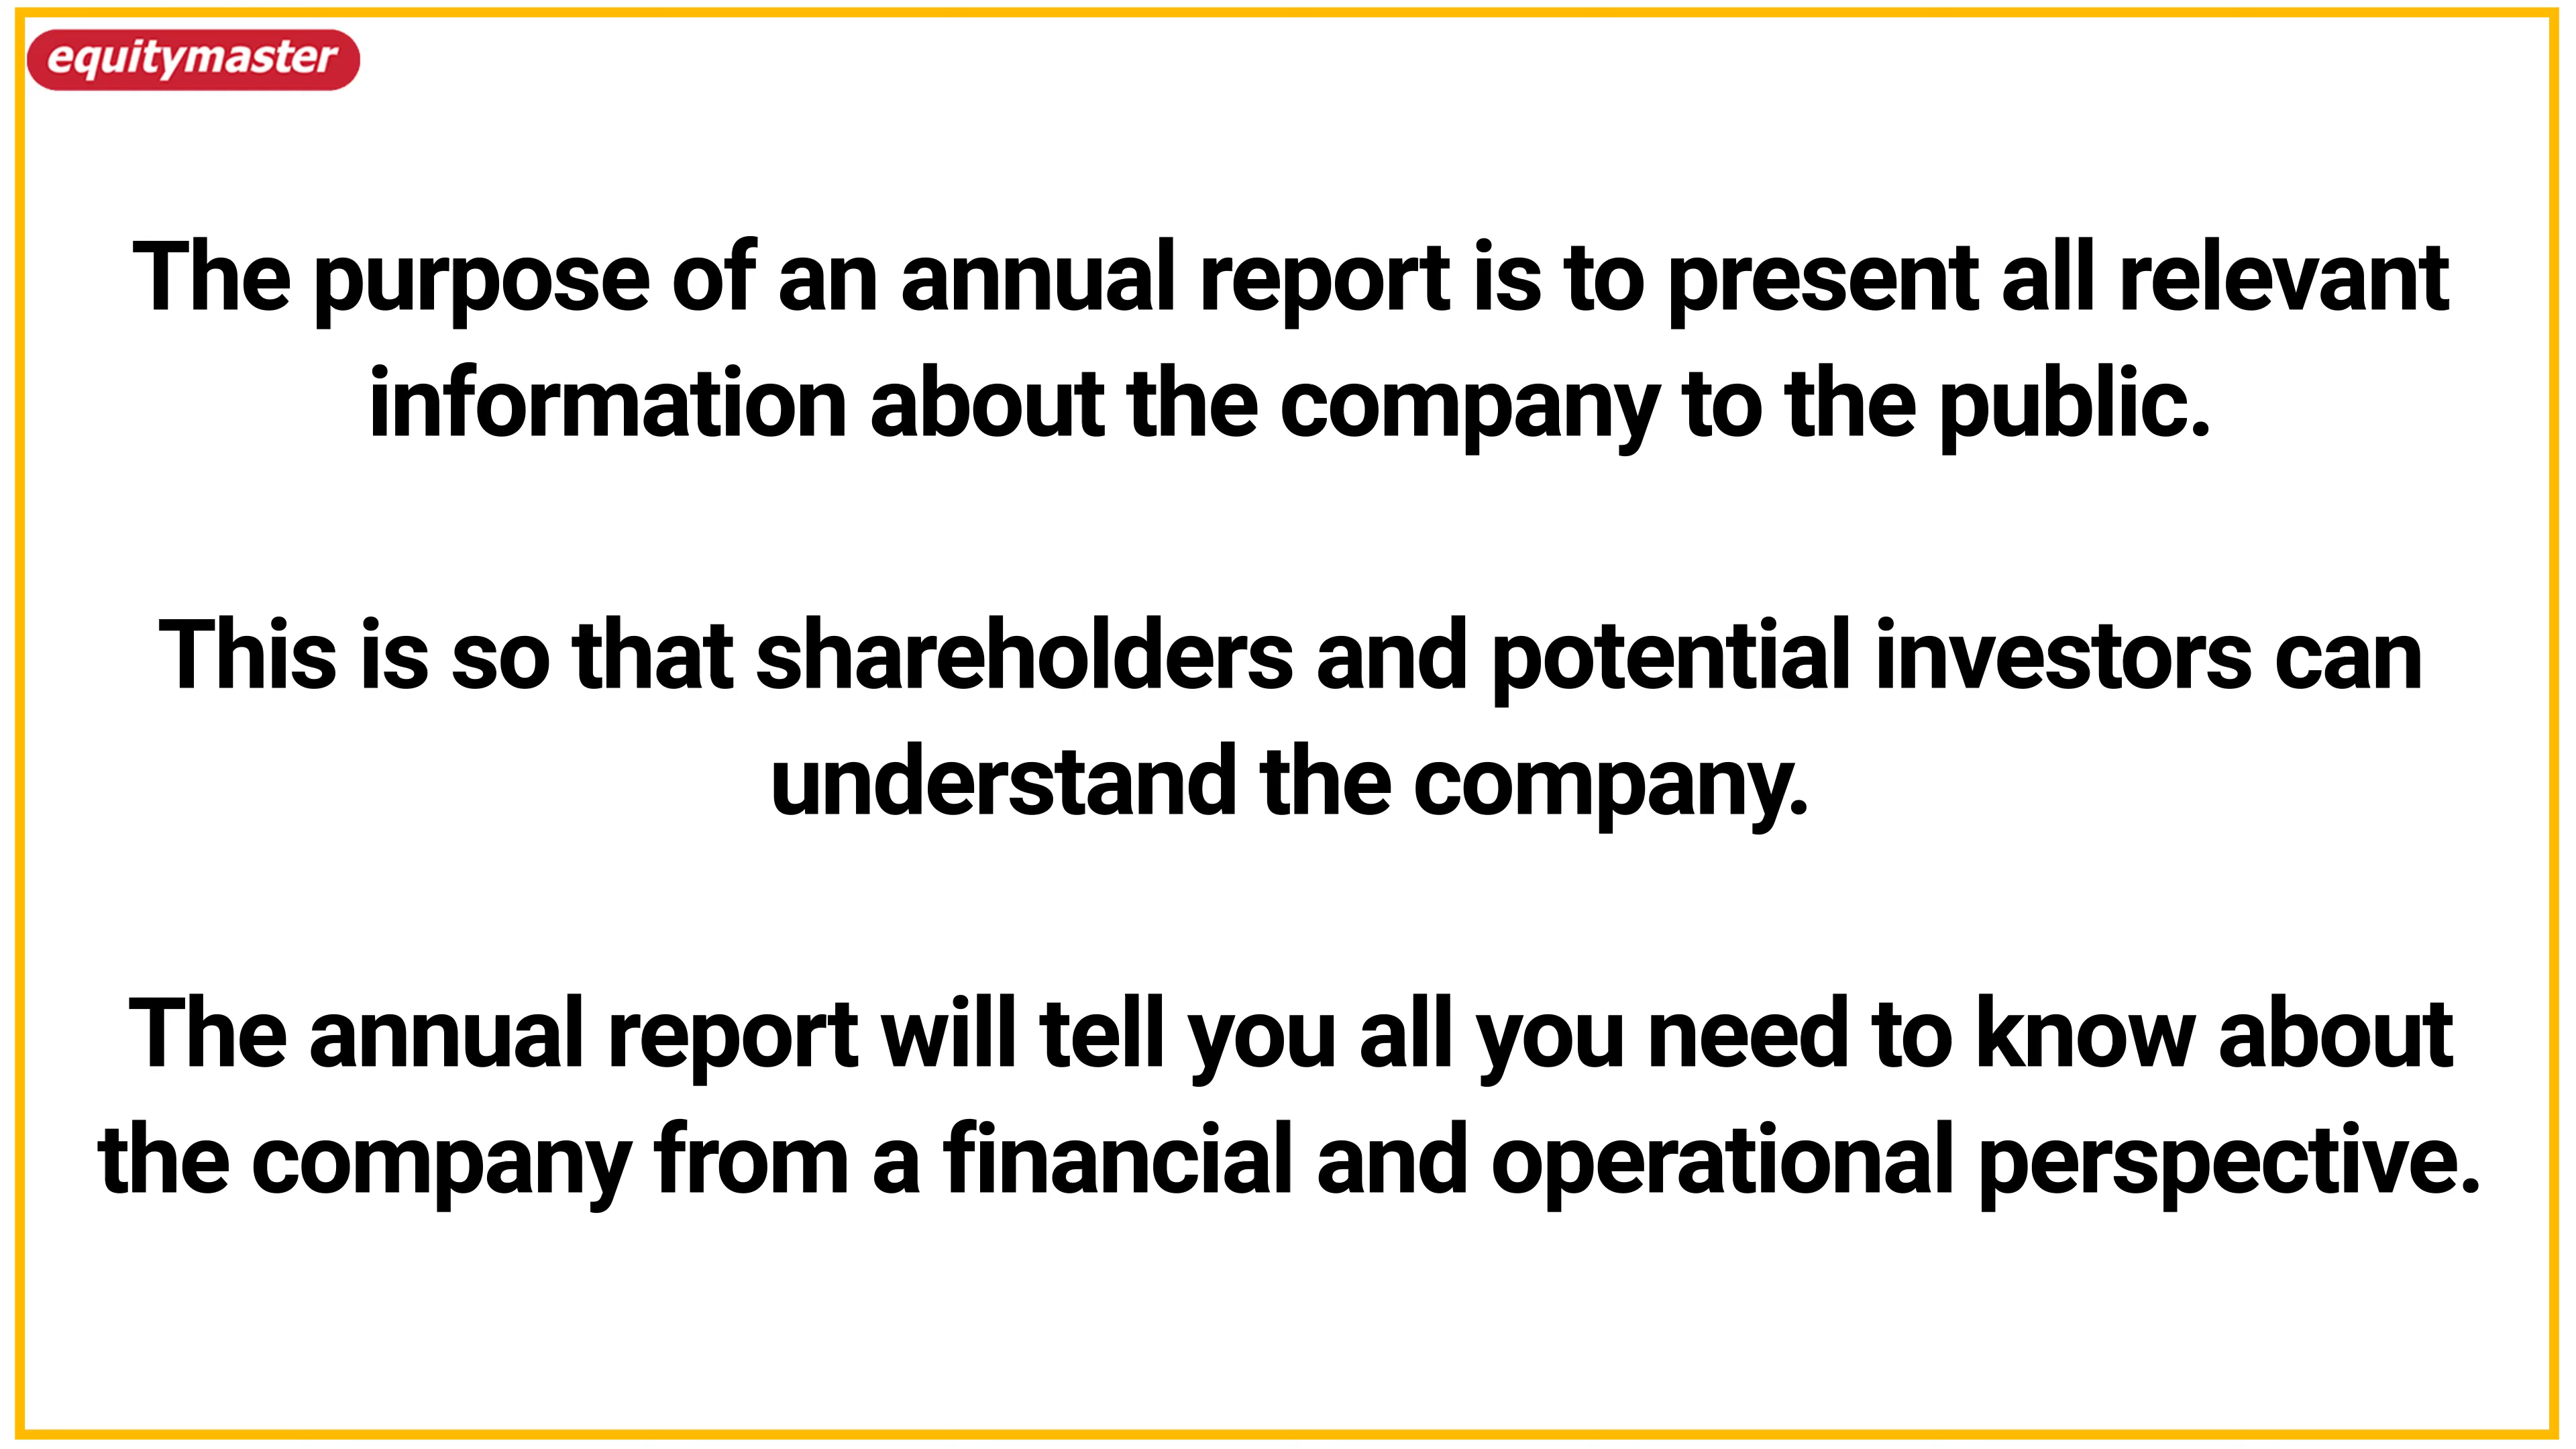 equitymaster
The purpose of an annual report is to present all relevant
information about the company to the public.
This is so that shareholders and potential investors can
understand the company.
The annual report will tell you all you need to know about
the company from a financial and operational perspective.